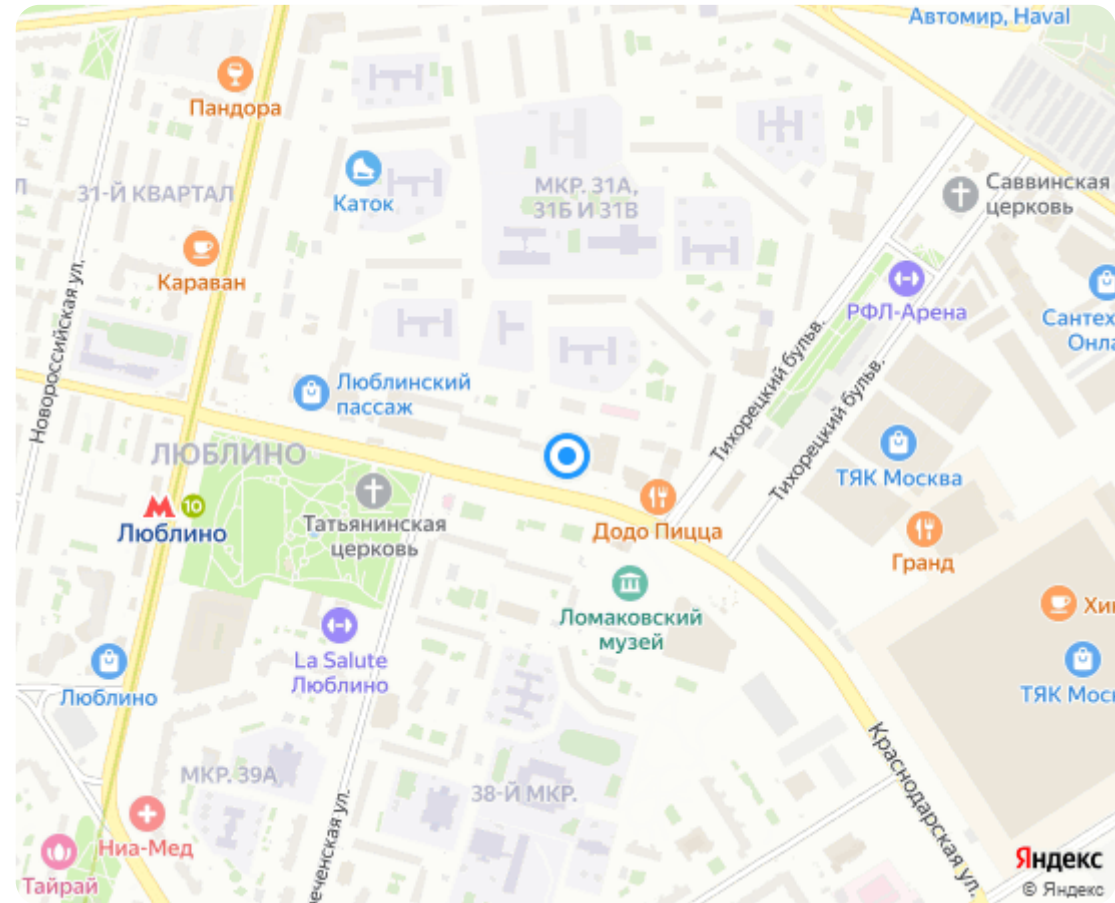 Автомир, Haval
Пандора
Саввинская
церковь
Каток
МКР. 31А,
31Б И 31В
31-Й КВАРТАЛ
Караван
РФЛ-Арена
Новороссийская ул.
Тихорецкий бульв.
Тихорецкий бульв.
Люблинский
пассаж
ЛЮБЛИНО
ТЯК Москва
10
Люблино
Татьянинская
церковь
Додо Пицца
Гранд
Ломаковский
музей
La Salute
Люблино
Люблино
Краснодарская ул.
МКР. 39А
38-Й МКР.
Ниа-Мед
Тайрай
Яндекс
© Яндекс